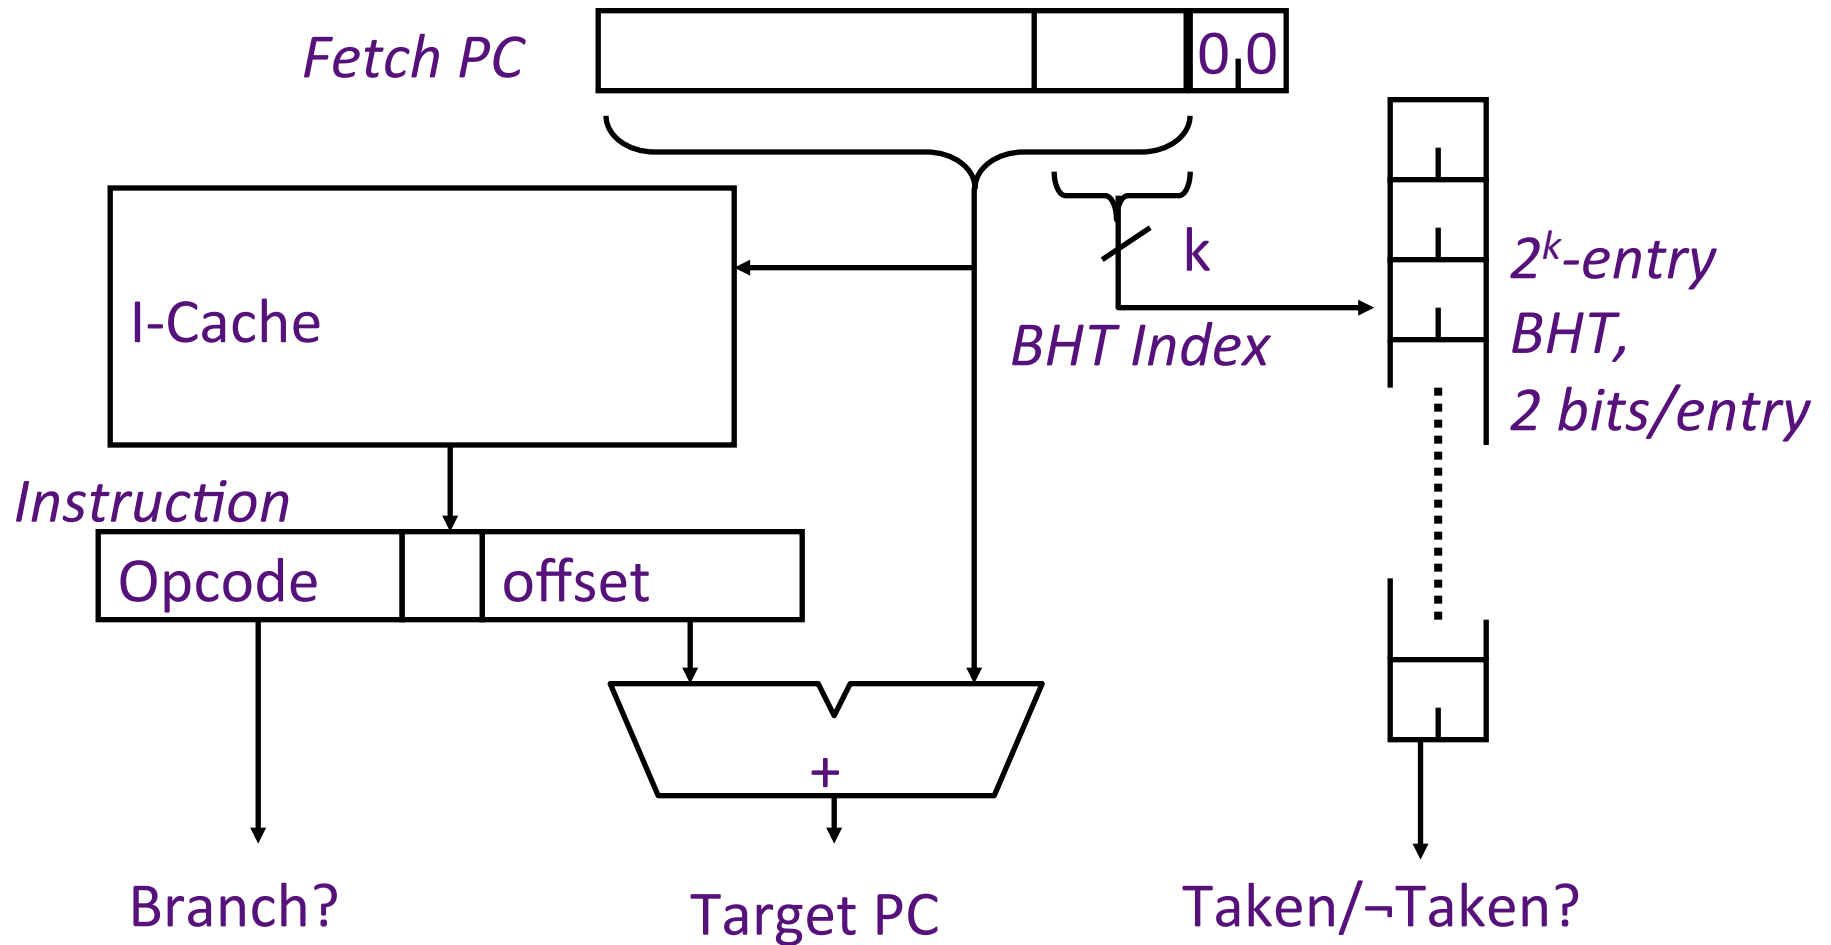 Fetch PC
0 0
k
2ᵏ-entry
I-Cache
BHT Index
BHT,
2 bits/entry
Instruction
Opcode
offset
+
Branch?
Target PC
Taken/¬Taken?